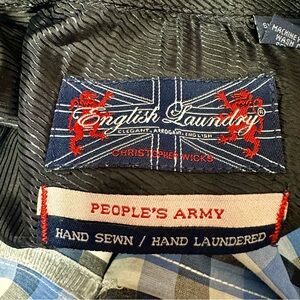 English Laundry®
ELEGANT. ARROGANT. ENGLISH
CHRISTOPHER WICKS
PEOPLE'S ARMY
HAND SEWN / HAND LAUNDERED
MACHINE
WASH